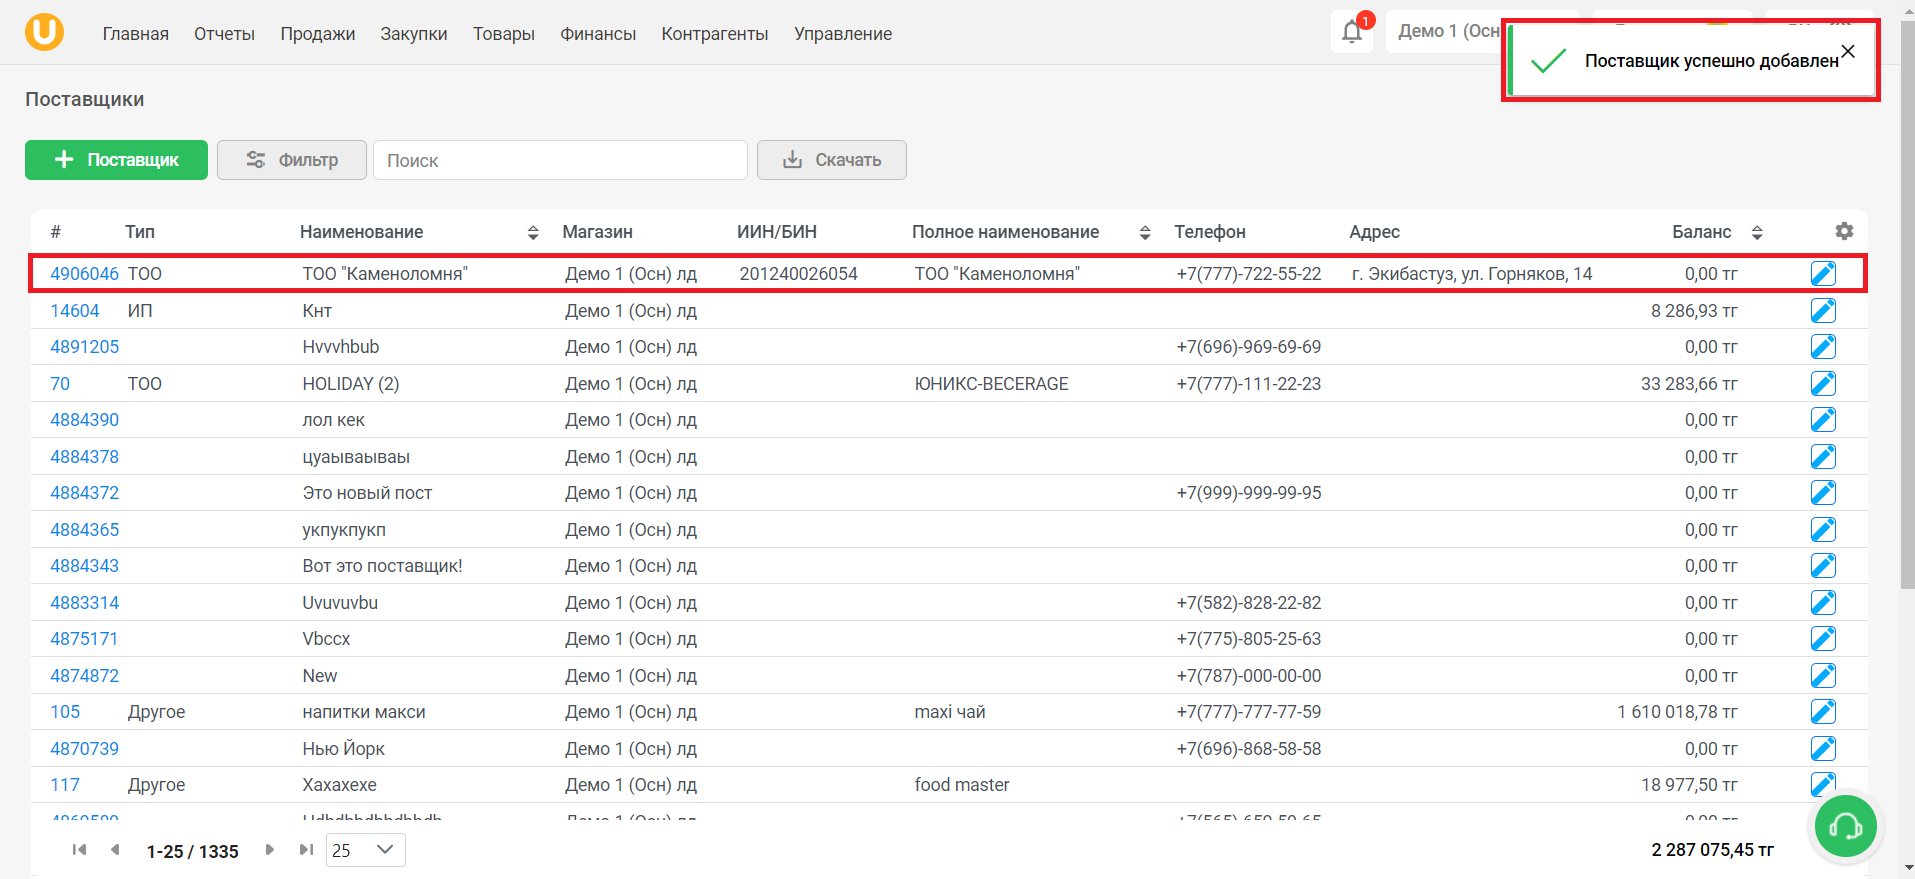 Главная Отчеты Продажи Закупки Товары Финансы Контрагенты Управление 1 Демо 1 (Осн
Поставщик успешно добавлен
Поставщики
Поставщик Фильтр Поиск Скачать
# Тип Наименование Магазин ИИН/БИН Полное наименование Телефон Адрес Баланс
4906046 ТОО ТОО "Каменоломня" Демо 1 (Осн) лд 201240026054 ТОО "Каменоломня" +7(777)-722-55-22 г. Экибастуз, ул. Горняков, 14 0,00 тг
14604 ИП Кнт Демо 1 (Осн) лд 8 286,93 тг
4891205 Hvvvhbub Демо 1 (Осн) лд +7(696)-969-69-69 0,00 тг
70 ТОО HOLIDAY (2) Демо 1 (Осн) лд ЮНИКС-BECERAGE +7(777)-111-22-23 33 283,66 тг
4884390 лол кек Демо 1 (Осн) лд 0,00 тг
4884378 цуаываываы Демо 1 (Осн) лд 0,00 тг
4884372 Это новый пост Демо 1 (Осн) лд +7(999)-999-99-95 0,00 тг
4884365 укпукпукп Демо 1 (Осн) лд 0,00 тг
4884343 Вот это поставщик! Демо 1 (Осн) лд 0,00 тг
4883314 Uvuvuvbu Демо 1 (Осн) лд +7(582)-828-22-82 0,00 тг
4875171 Vbccx Демо 1 (Осн) лд +7(775)-805-25-63 0,00 тг
4874872 New Демо 1 (Осн) лд +7(787)-000-00-00 0,00 тг
105 Другое напитки макси Демо 1 (Осн) лд maxi чай +7(777)-777-77-59 1 610 018,78 тг
4870739 Нью Йорк Демо 1 (Осн) лд +7(696)-868-58-58 0,00 тг
117 Другое Хахахехе Демо 1 (Осн) лд food master 18 977,50 тг
Демо 1 (Осн) лд 0,00 тг
1-25 / 1335 25 2 287 075,45 тг